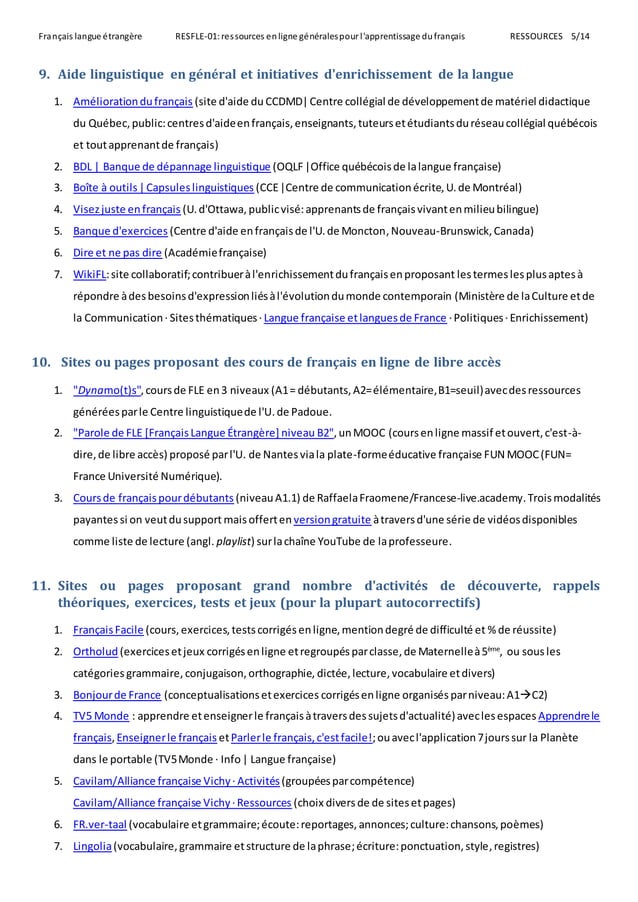 Français langue étrangère RESFLE-01: ressources en ligne générales pour l'apprentissage du français RESSOURCES 5/14
9. Aide linguistique en général et initiatives d'enrichissement de la langue
1. Amélioration du français (site d'aide du CCDMD| Centre collégial de développement de matériel didactique
du Québec, public: centres d'aide en français, enseignants, tuteurs et étudiants du réseau collégial québécois
et tout apprenant de français)
2. BDL | Banque de dépannage linguistique (OQLF |Office québécois de la langue française)
3. Boîte à outils | Capsules linguistiques (CCE |Centre de communication écrite, U. de Montréal)
4. Visez juste en français (U. d'Ottawa, public visé: apprenants de français vivant en milieu bilingue)
5. Banque d'exercices (Centre d'aide en français de l'U. de Moncton, Nouveau-Brunswick, Canada)
6. Dire et ne pas dire (Académie française)
7. WikiFL: site collaboratif; contribuer à l'enrichissement du français en proposant les termes les plus aptes à
répondre à des besoins d'expression liés à l'évolution du monde contemporain (Ministère de la Culture et de
la Communication · Sites thématiques · Langue française et langues de France · Politiques · Enrichissement)
10. Sites ou pages proposant des cours de français en ligne de libre accès
1. "Dynamo(t)s", cours de FLE en 3 niveaux (A1 = débutants, A2=élémentaire, B1=seuil) avec des ressources
générées par le Centre linguistique de l'U. de Padoue.
2. "Parole de FLE [Français Langue Étrangère] niveau B2", un MOOC (cours en ligne massif et ouvert, c'est-à-
dire, de libre accès) proposé par l'U. de Nantes via la plate-forme éducative française FUN MOOC (FUN=
France Université Numérique).
3. Cours de français pour débutants (niveau A1.1) de Raffaela Fraomene/Francese-live.academy. Trois modalités
payantes si on veut du support mais offert en version gratuite à travers d'une série de vidéos disponibles
comme liste de lecture (angl. playlist) sur la chaîne YouTube de la professeure.
11. Sites ou pages proposant grand nombre d'activités de découverte, rappels
théoriques, exercices, tests et jeux (pour la plupart autocorrectifs)
1. Français Facile (cours, exercices, tests corrigés en ligne, mention degré de difficulté et % de réussite)
2. Ortholud (exercices et jeux corrigés en ligne et regroupés par classe, de Maternelle à 5ème, ou sous les
catégories grammaire, conjugaison, orthographie, dictée, lecture, vocabulaire et divers)
3. Bonjour de France (conceptualisations et exercices corrigés en ligne organisés par niveau: A1→C2)
4. TV5 Monde : apprendre et enseigner le français à travers des sujets d'actualité) avec les espaces Apprendre le
français, Enseigner le français et Parler le français, c'est facile!; ou avec l'application 7 jours sur la Planète
dans le portable (TV5 Monde · Info | Langue française)
5. Cavilam/Alliance française Vichy · Activités (groupées par compétence)
Cavilam/Alliance française Vichy · Ressources (choix divers de de sites et pages)
6. FR.ver-taal (vocabulaire et grammaire; écoute: reportages, annonces; culture: chansons, poèmes)
7. Lingolia (vocabulaire, grammaire et structure de la phrase; écriture: ponctuation, style, registres)